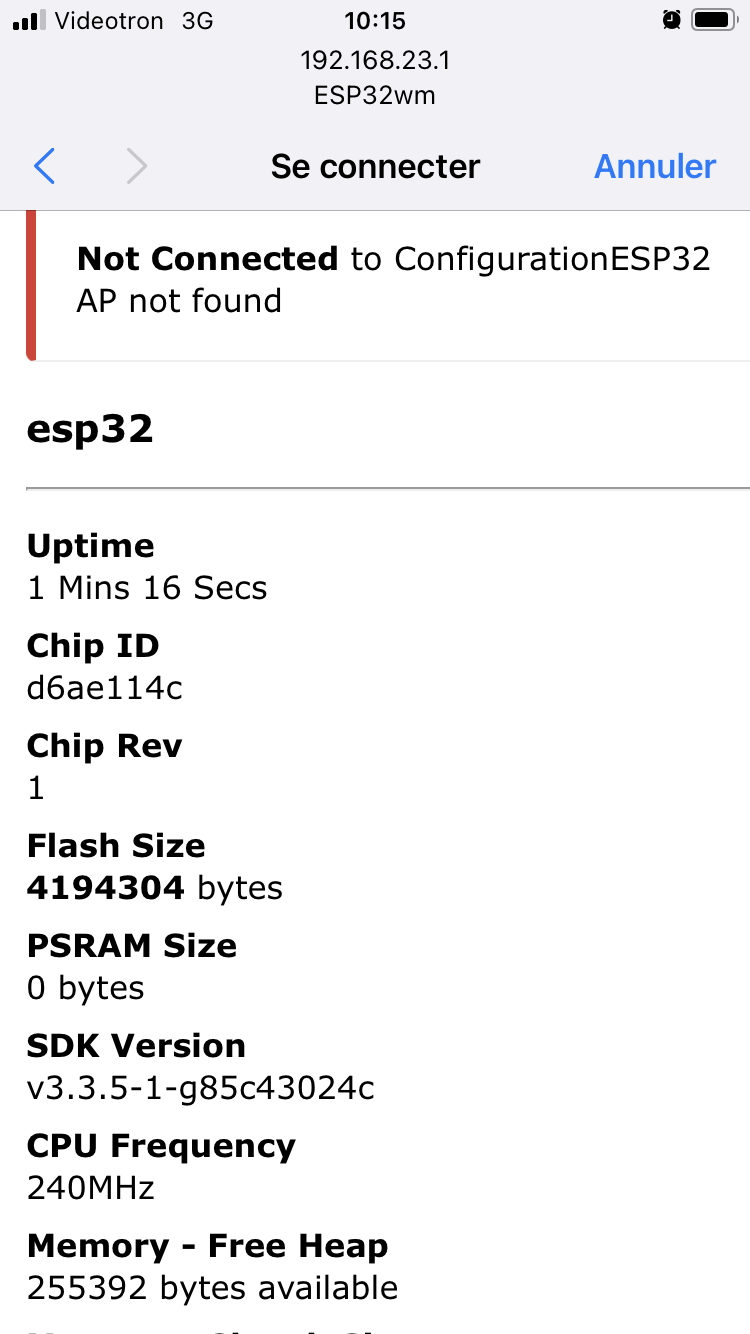 Videotron 3G 10:15
192.168.23.1
ESP32wm
Se connecter Annuler
Not Connected to ConfigurationESP32
AP not found
esp32
Uptime
1 Mins 16 Secs
Chip ID
d6ae114c
Chip Rev
1
Flash Size
4194304 bytes
PSRAM Size
0 bytes
SDK Version
v3.3.5-1-g85c43024c
CPU Frequency
240MHz
Memory - Free Heap
255392 bytes available